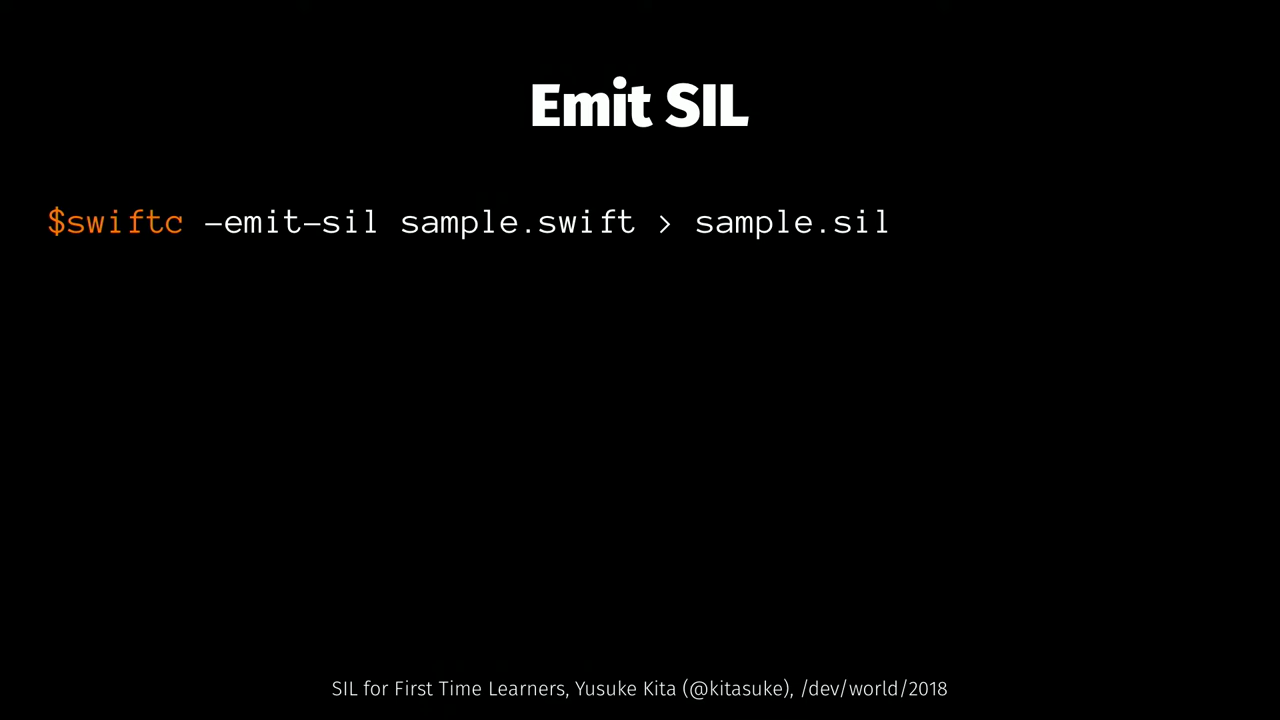 Emit SIL
$swiftc -emit-sil sample.swift > sample.sil
SIL for First Time Learners, Yusuke Kita (@kitasuke), /dev/world/2018